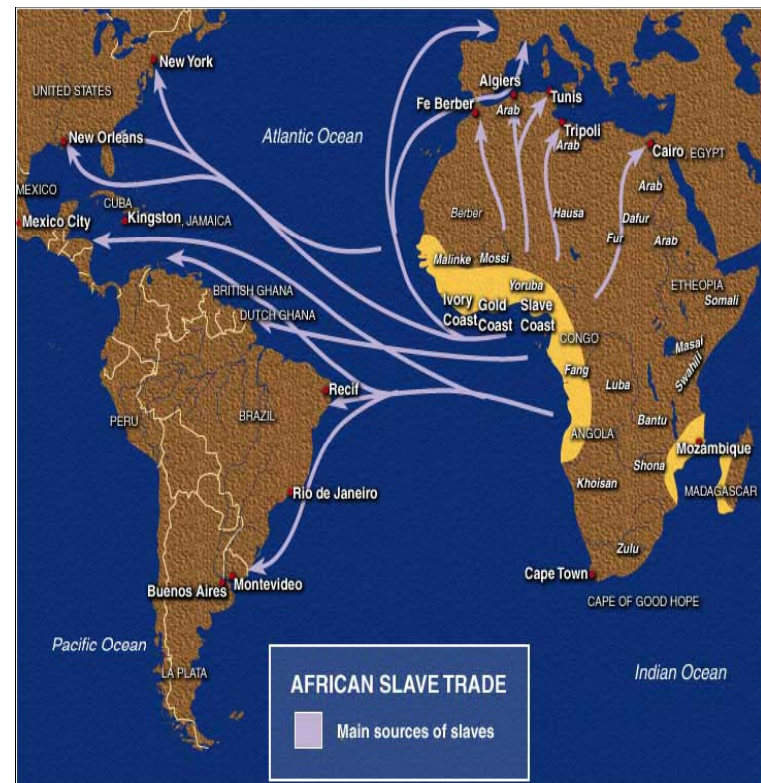 New York
UNITED STATES
New Orleans
Atlantic Ocean
MEXICO
CUBA
Mexico City
Kingston, JAMAICA
BRITISH GHANA
DUTCH GHANA
Recif
BRAZIL
PERU
Rio de Janeiro
Montevideo
Buenos Aires
Pacific Ocean
LA PLATA
Algiers
Arab
Tunis
Fe Berber
Tripoli
Arab
Cairo, EGYPT
Arab
Berber
Hausa
Dafur
Fur
Arab
Malinke
Mossi
Yoruba
ETHEOPIA
Somali
Ivory
Coast
Gold
Coast
Slave
Coast
CONGO
Masai
Swahili
Fang
Luba
Bantu
ANGOLA
Mozambique
Shona
Khoisan
MADAGASCAR
Zulu
Cape Town
CAPE OF GOOD HOPE
Indian Ocean
AFRICAN SLAVE TRADE
Main sources of slaves